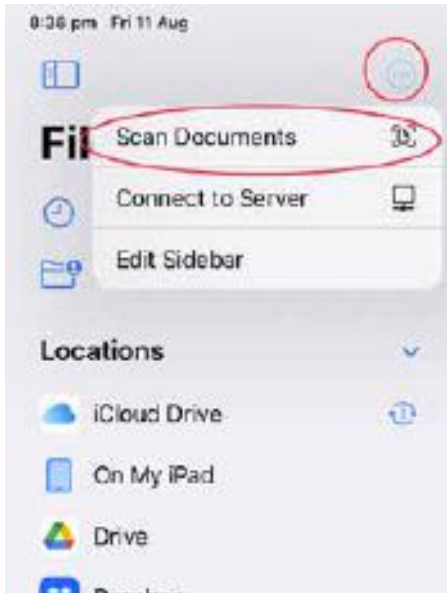 8:38 pm Fri 11 Aug
Fil
Scan Documents
Connect to Server
Edit Sidebar
Locations
iCloud Drive
On My iPad
Drive